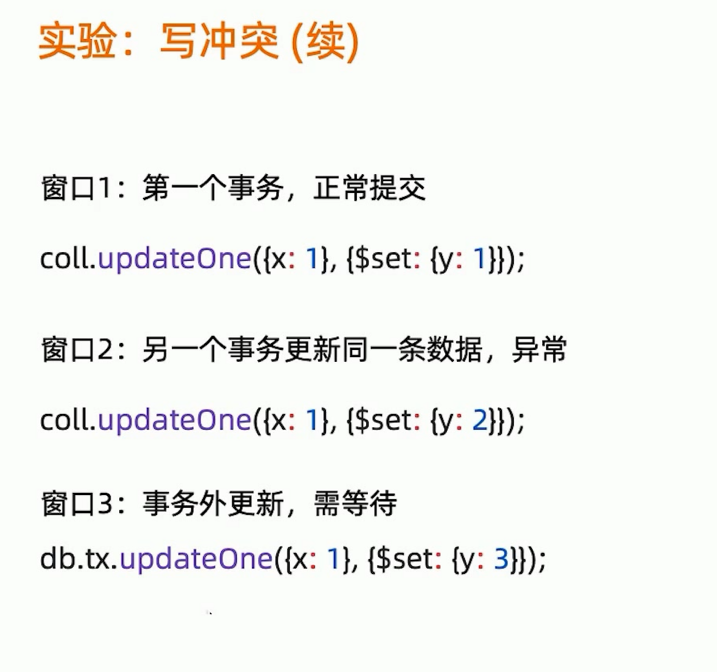 实验：写冲突 (续)
窗口1：第一个事务，正常提交
coll.updateOne({x: 1}, {$set: {y: 1}});
窗口2：另一个事务更新同一条数据，异常
coll.updateOne({x: 1}, {$set: {y: 2}});
窗口3：事务外更新，需等待
db.tx.updateOne({x: 1}, {$set: {y: 3}});